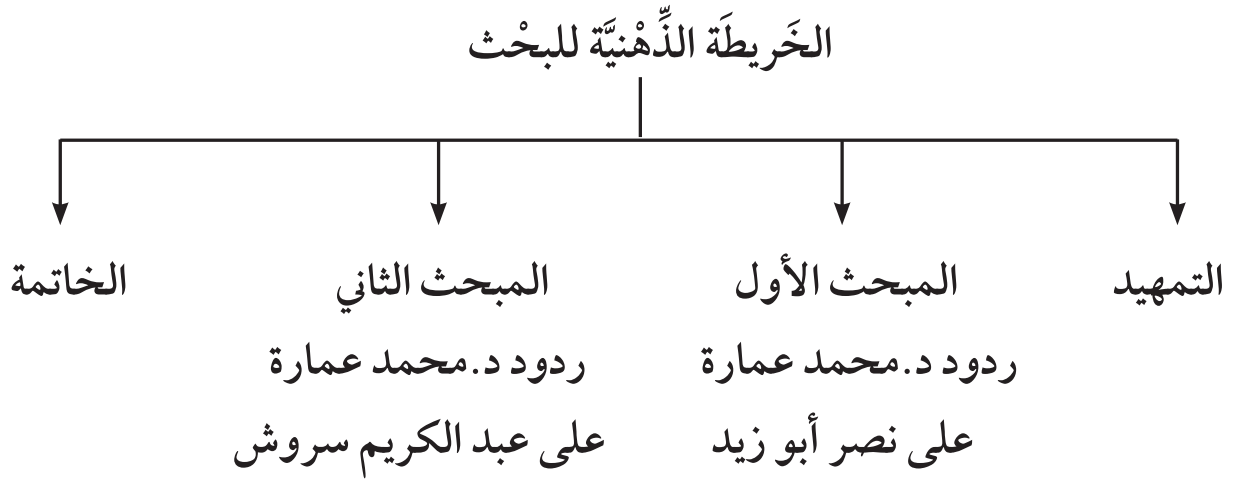 الخَريطَة الذِّهْنيَّة للبحْث
التمهيد
المبحث الأول
ردود د.محمد عمارة
على نصر أبو زيد
المبحث الثاني
ردود د.محمد عمارة
على عبد الكريم سروش
الخاتمة